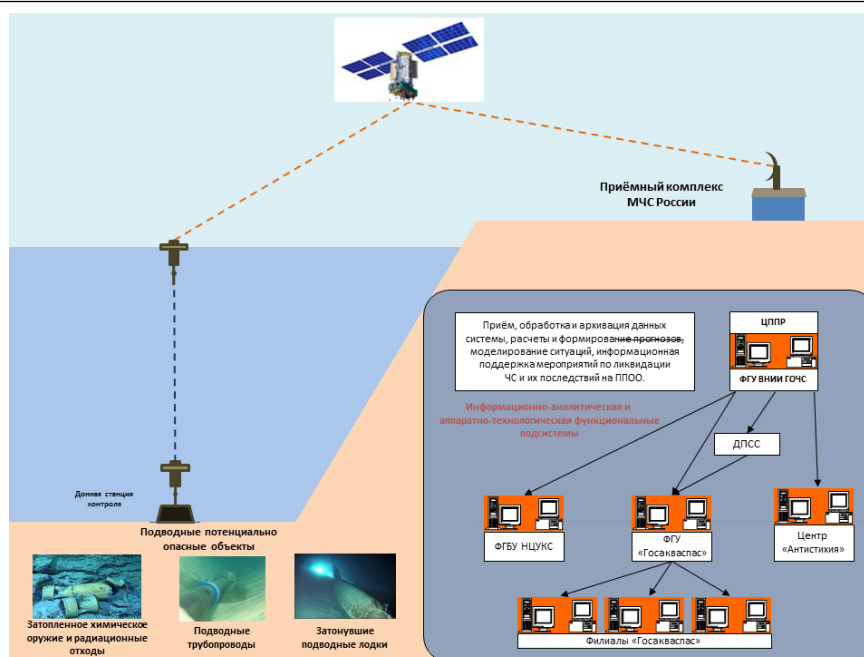 Приёмный комплекс
МЧС России
Приём, обработка и архивация данных
системы, расчеты и формирование прогнозов,
моделирование ситуаций, информационная
поддержка мероприятий по ликвидации
ЧС и их последствий на ППОО.
ЦППР
ФГУ ВНИИ ГОЧС
Информационно-аналитическая и
аппаратно-технологическая функциональные
подсистемы
ДПСС
Донная станция
контроля
Подводные потенциально
опасные объекты
ФГБУ НЦУКС
ФГУ
«Госакваспас»
Центр
«Антистихия»
Затопленное химическое
оружие и радиационные
отходы
Подводные
трубопроводы
Затонувшие
подводные лодки
Филиалы «Госакваспас»